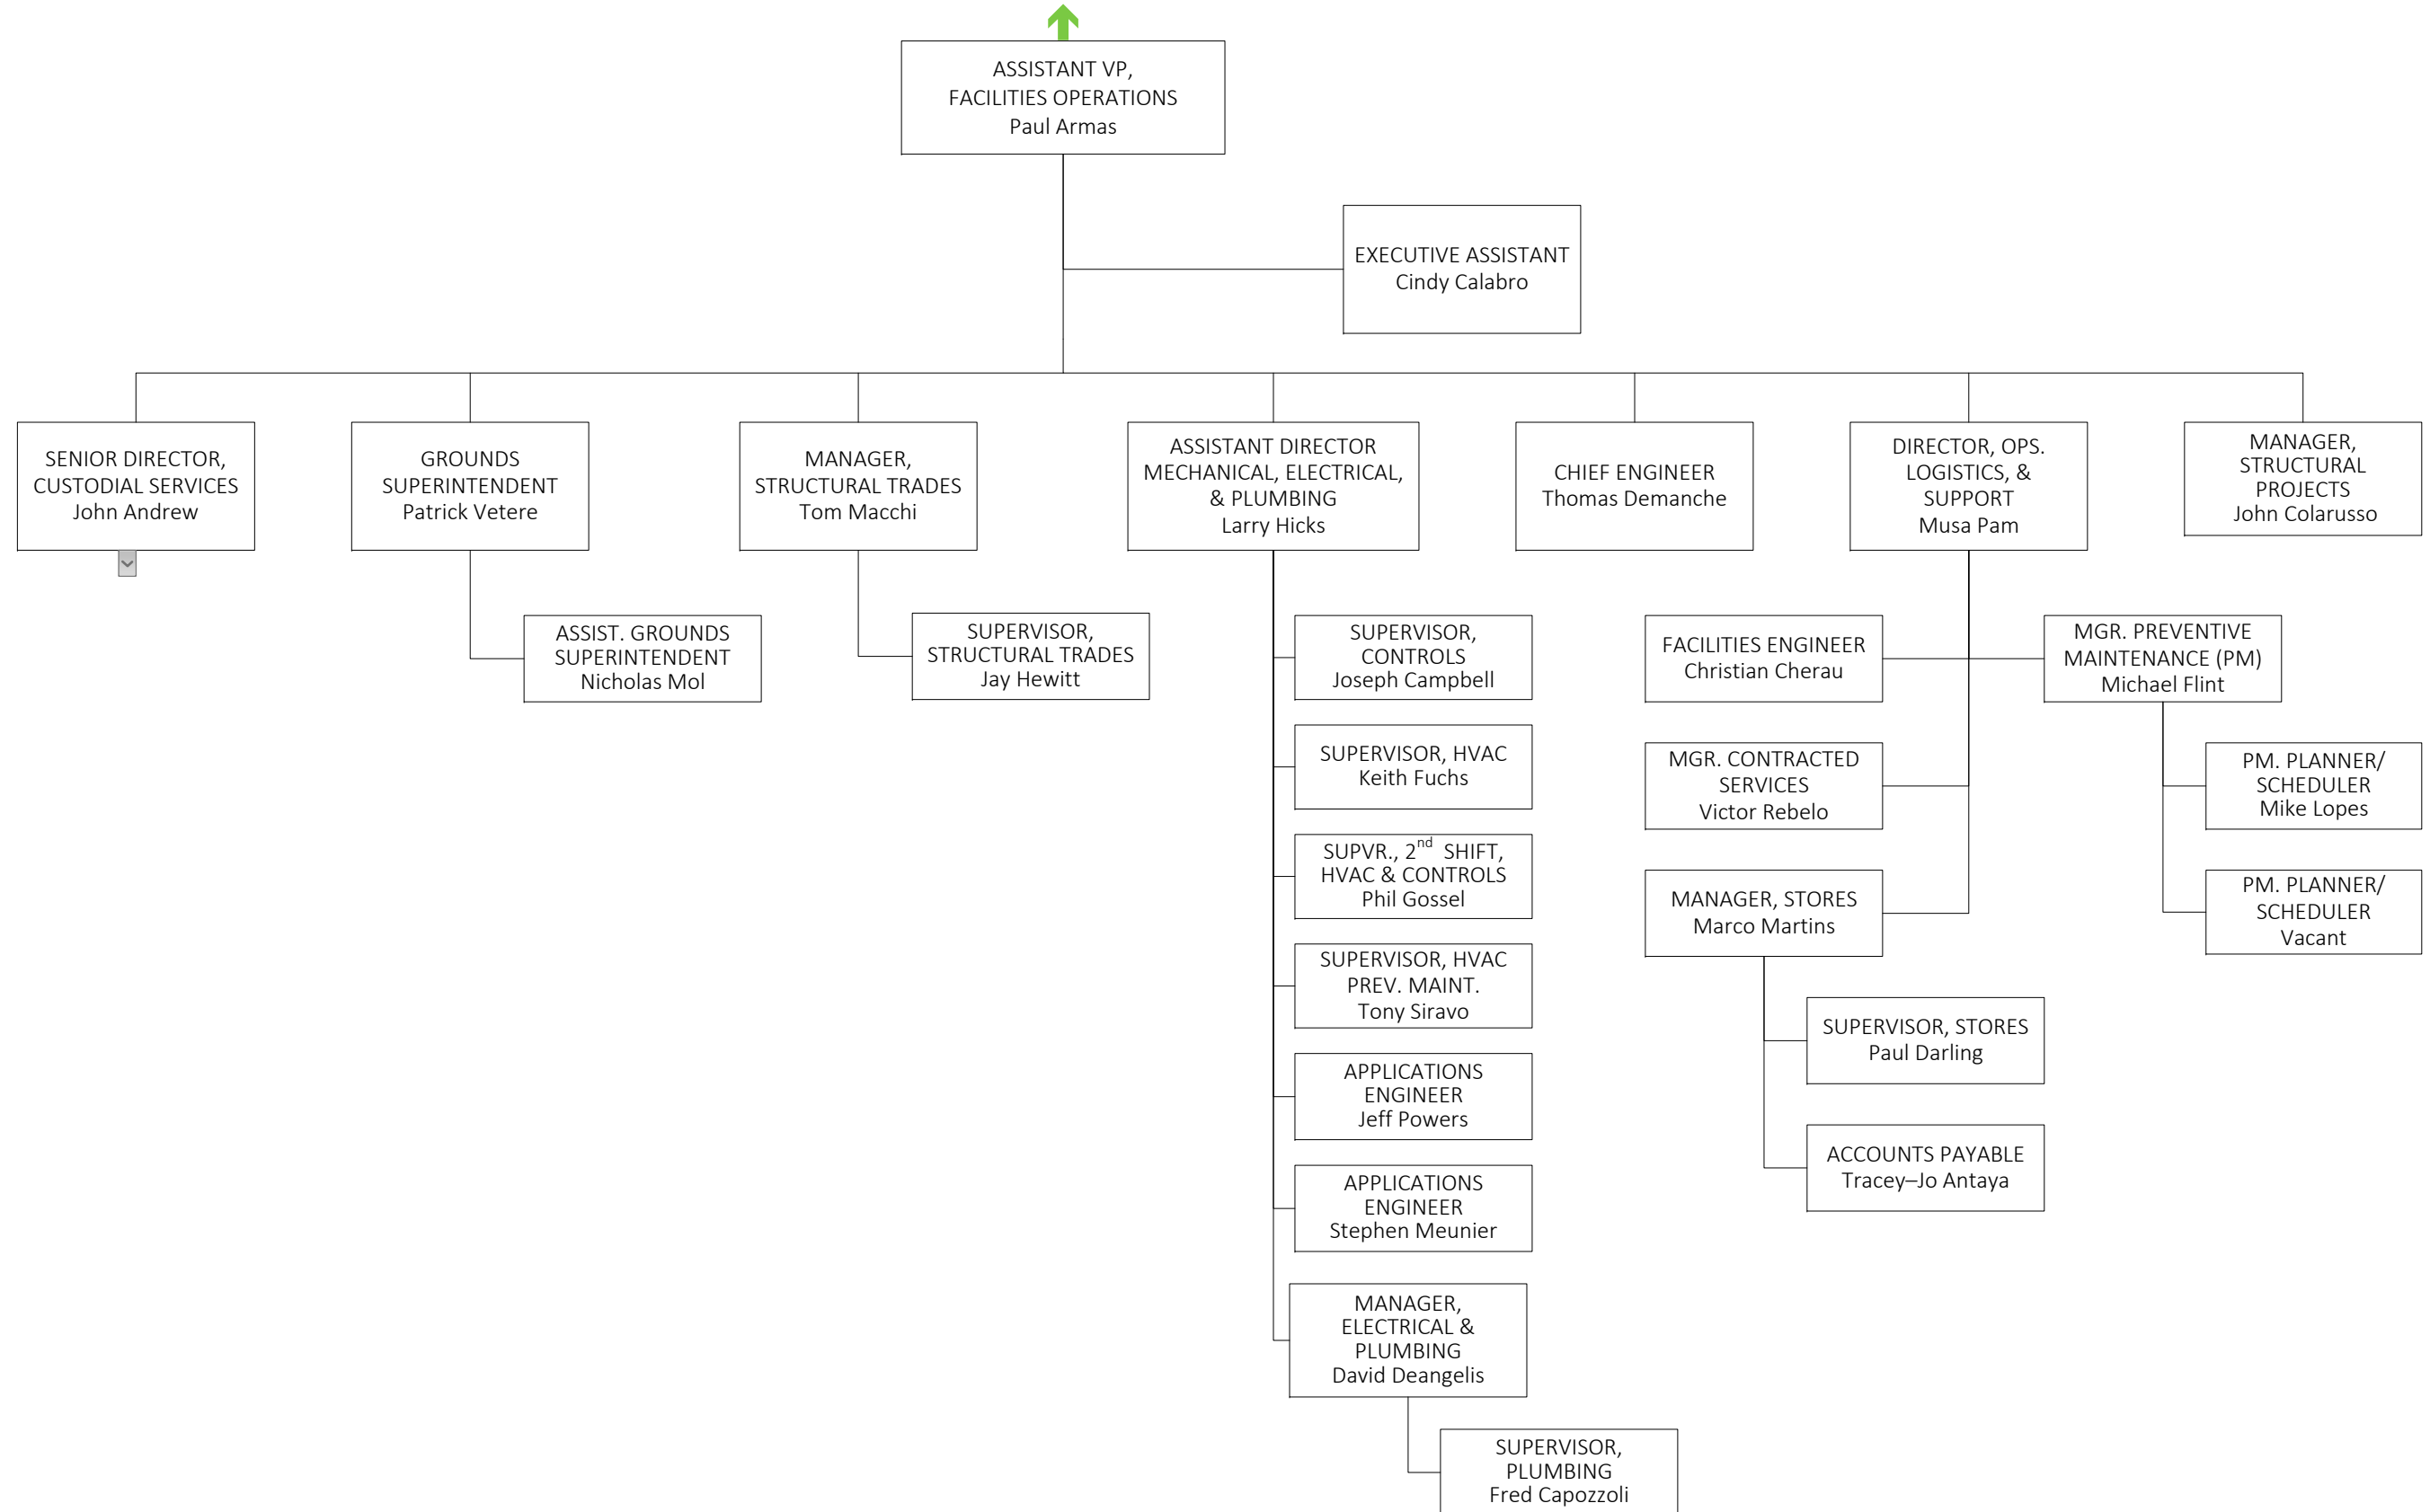 ASSISTANT VP,
FACILITIES OPERATIONS
Paul Armas
EXECUTIVE ASSISTANT
Cindy Calabro
SENIOR DIRECTOR,
CUSTODIAL SERVICES
John Andrew
GROUNDS
SUPERINTENDENT
Patrick Vetere
MANAGER,
STRUCTURAL TRADES
Tom Macchi
ASSISTANT DIRECTOR
MECHANICAL, ELECTRICAL,
& PLUMBING
Larry Hicks
CHIEF ENGINEER
Thomas Demanche
DIRECTOR, OPS.
LOGISTICS, &
SUPPORT
Musa Pam
MANAGER,
STRUCTURAL
PROJECTS
John Colarusso
ASSIST. GROUNDS
SUPERINTENDENT
Nicholas Mol
SUPERVISOR,
STRUCTURAL TRADES
Jay Hewitt
SUPERVISOR,
CONTROLS
Joseph Campbell
SUPERVISOR, HVAC
Keith Fuchs
SUPVR., 2nd SHIFT,
HVAC & CONTROLS
Phil Gossel
SUPERVISOR, HVAC
PREV. MAINT.
Tony Siravo
APPLICATIONS
ENGINEER
Jeff Powers
APPLICATIONS
ENGINEER
Stephen Meunier
MANAGER,
ELECTRICAL &
PLUMBING
David Deangelis
SUPERVISOR,
PLUMBING
Fred Capozzoli
FACILITIES ENGINEER
Christian Cherau
MGR. CONTRACTED
SERVICES
Victor Rebelo
MANAGER, STORES
Marco Martins
SUPERVISOR, STORES
Paul Darling
ACCOUNTS PAYABLE
Tracey–Jo Antaya
MGR. PREVENTIVE
MAINTENANCE (PM)
Michael Flint
PM. PLANNER/
SCHEDULER
Mike Lopes
PM. PLANNER/
SCHEDULER
Vacant